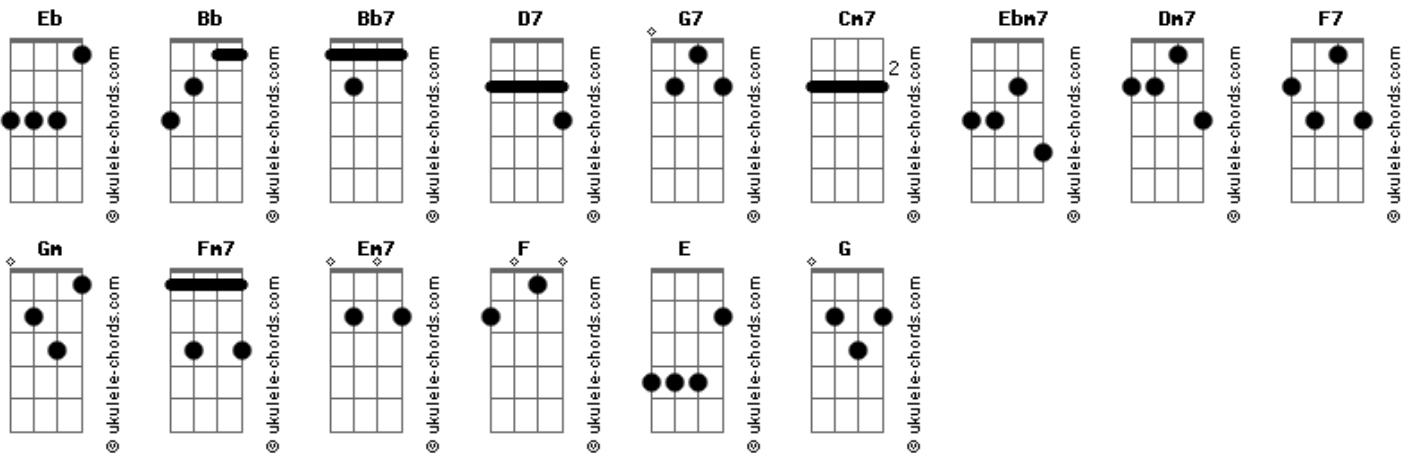 Eb Bb Bb7 D7 G7 Cm7 Ebm7 Dm7 F7
2
© ukulele-chords.com © ukulele-chords.com © ukulele-chords.com © ukulele-chords.com © ukulele-chords.com © ukulele-chords.com © ukulele-chords.com © ukulele-chords.com © ukulele-chords.com
Gm Fm7 Em7 F E G
© ukulele-chords.com © ukulele-chords.com © ukulele-chords.com © ukulele-chords.com © ukulele-chords.com © ukulele-chords.com